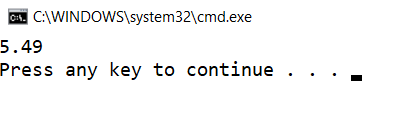 C:\WINDOWS\system32\cmd.exe
5.49
Press any key to continue . . .